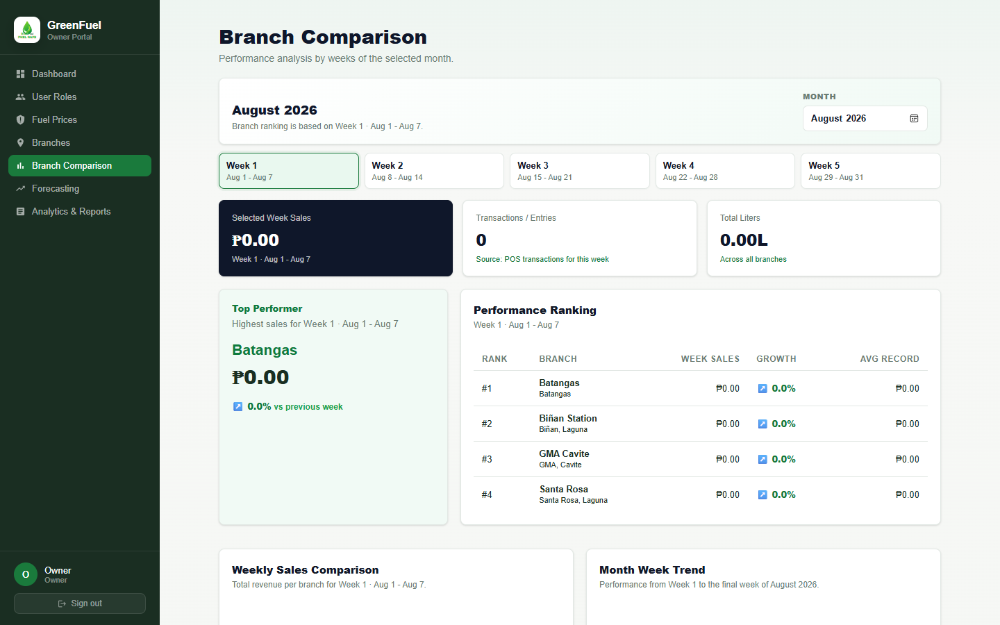 GreenFuel
Owner Portal
Dashboard
User Roles
Fuel Prices
Branches
Branch Comparison
Forecasting
Analytics & Reports
O
Owner
Owner
Sign out
Branch Comparison
Performance analysis by weeks of the selected month.
August 2026
Branch ranking is based on Week 1 · Aug 1 - Aug 7.
MONTH
August 2026
Week 1
Aug 1 - Aug 7
Week 2
Aug 8 - Aug 14
Week 3
Aug 15 - Aug 21
Week 4
Aug 22 - Aug 28
Week 5
Aug 29 - Aug 31
Selected Week Sales
₱0.00
Week 1 · Aug 1 - Aug 7
Transactions / Entries
0
Source: POS transactions for this week
Total Liters
0.00L
Across all branches
Top Performer
Highest sales for Week 1 · Aug 1 - Aug 7
Batangas
₱0.00
↗ 0.0% vs previous week
Performance Ranking
Week 1 · Aug 1 - Aug 7
RANK BRANCH WEEK SALES GROWTH AVG RECORD
#1 Batangas ₱0.00 ↗ 0.0% ₱0.00
Batangas
#2 Biñan Station ₱0.00 ↗ 0.0% ₱0.00
Biñan, Laguna
#3 GMA Cavite ₱0.00 ↗ 0.0% ₱0.00
GMA, Cavite
#4 Santa Rosa ₱0.00 ↗ 0.0% ₱0.00
Santa Rosa, Laguna
Weekly Sales Comparison
Total revenue per branch for Week 1 · Aug 1 - Aug 7.
Month Week Trend
Performance from Week 1 to the final week of August 2026.